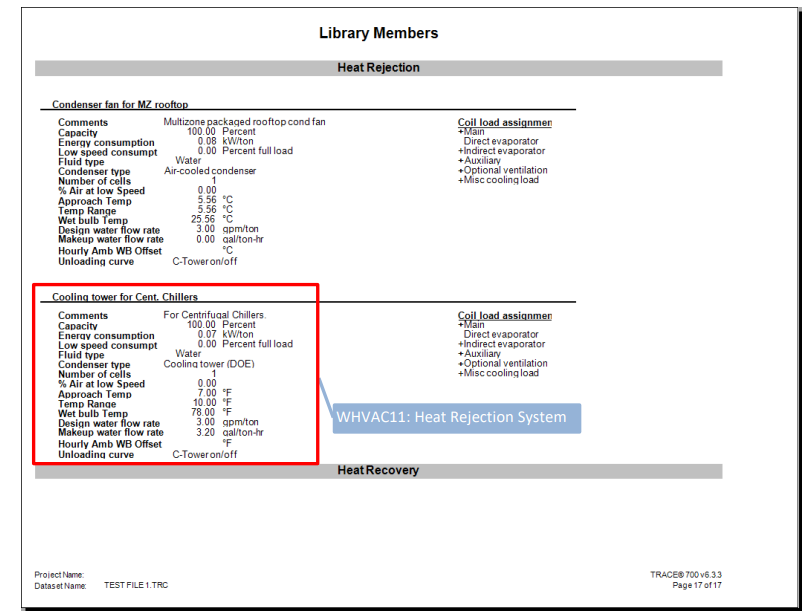 Library Members
Heat Rejection
Condenser fan for MZ rooftop
Comments Multizone packaged rooftop cond fan Coil load assignmen
Capacity 100.00 Percent +Main
Energy consumption 0.08 kW/ton Direct evaporator
Low speed consumpt 0.00 Percent full load +Indirect evaporator
Fluid type Water +Auxiliary
Condenser type Air-cooled condenser +Optional ventilation
Number of cells 1 +Misc cooling load
% Air at low Speed 0.00
Approach Temp 5.56 °C
Temp Range 5.56 °C
Wet bulb Temp 25.56 °C
Design water flow rate 3.00 gpm/ton
Makeup water flow rate 0.00 gal/ton-hr
Hourly Amb WB Offset °C
Unloading curve C-Tower on/off
Cooling tower for Cent. Chillers
Comments For Centrifugal Chillers. Coil load assignmen
Capacity 100.00 Percent +Main
Energy consumption 0.07 kW/ton Direct evaporator
Low speed consumpt 0.00 Percent full load +Indirect evaporator
Fluid type Water +Auxiliary
Condenser type Cooling tower (DOE) +Optional ventilation
Number of cells 1 +Misc cooling load
% Air at low Speed 0.00
Approach Temp 7.00 °F
Temp Range 10.00 °F
Wet bulb Temp 78.00 °F
Design water flow rate 3.00 gpm/ton
Makeup water flow rate 3.20 gal/ton-hr
Hourly Amb WB Offset °F
Unloading curve C-Tower on/off
WHVAC11: Heat Rejection System
Heat Recovery
Project Name: TRACE® 700 v6.3.3
Dataset Name: TEST FILE 1.TRC Page 17 of 17